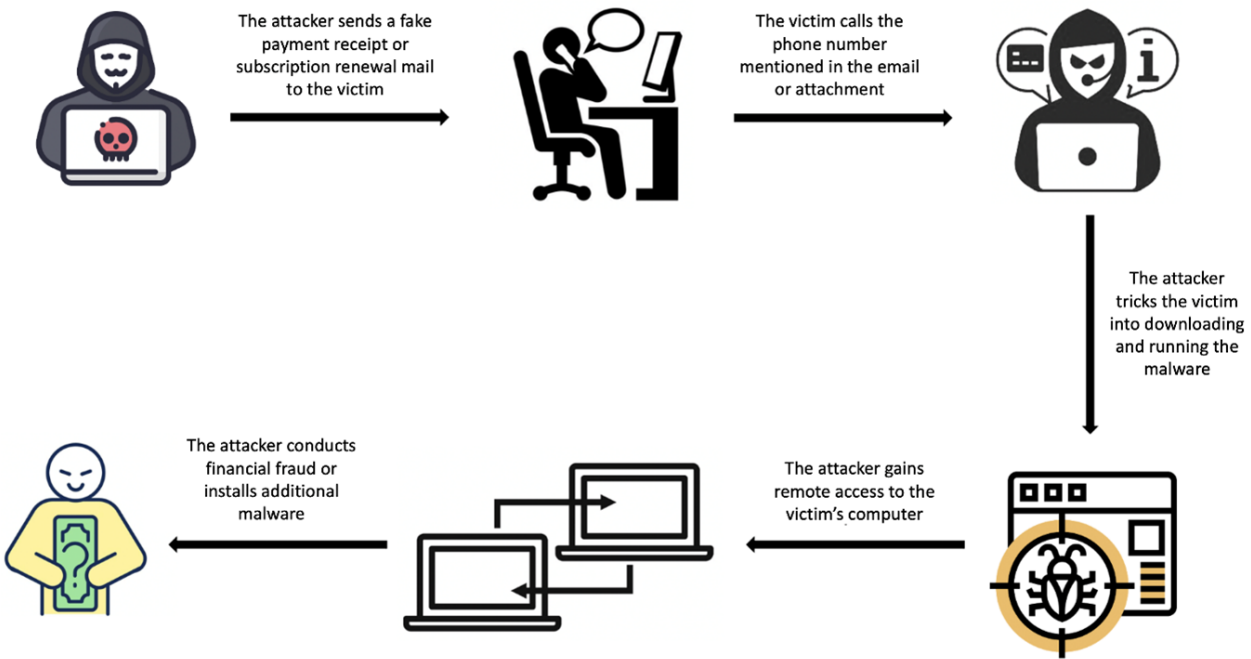 The attacker sends a fake
payment receipt or
subscription renewal mail
to the victim
The victim calls the
phone number
mentioned in the email
or attachment
The attacker
tricks the victim
into downloading
and running the
malware
The attacker gains
remote access to the
victim's computer
The attacker conducts
financial fraud or
installs additional
malware